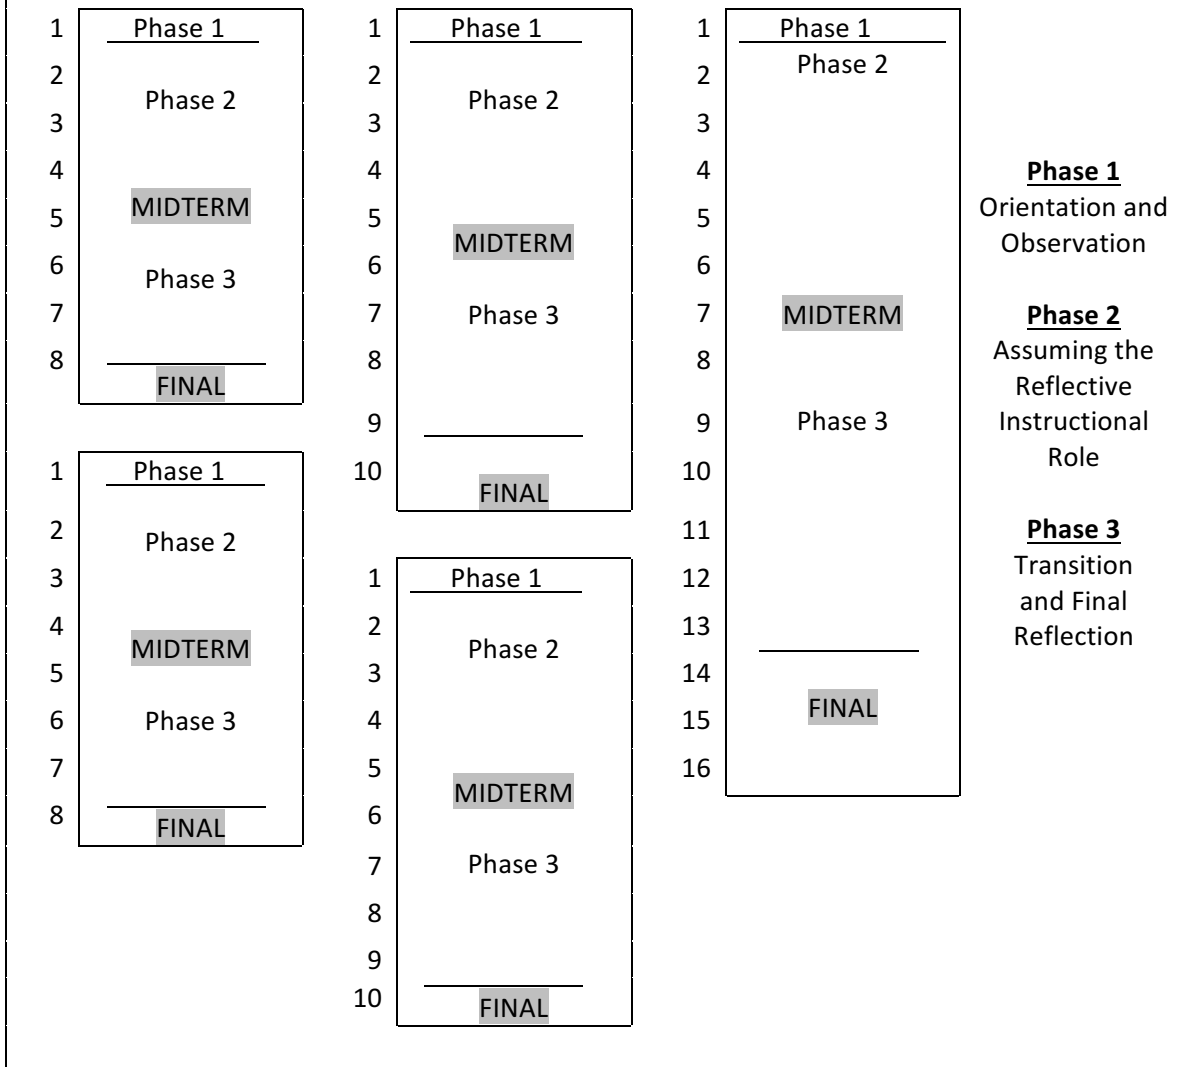 1 Phase 1
2
Phase 2
3
4
MIDTERM
5
6
Phase 3
7
8
FINAL
1 Phase 1
2
Phase 2
3
4
MIDTERM
5
6 Phase 3
7
8
FINAL
1 Phase 1
2
Phase 2
3
4
5
MIDTERM
6
7 Phase 3
8
9
10
FINAL
1 Phase 1
2
Phase 2
3
4
5
MIDTERM
6
7 Phase 3
8
9
10
FINAL
1 Phase 1
Phase 2
2
3
4
5
6
7 MIDTERM
8
9 Phase 3
10
11
12
13
14
FINAL
15
16
Phase 1
Orientation and
Observation
Phase 2
Assuming the
Reflective
Instructional
Role
Phase 3
Transition
and Final
Reflection